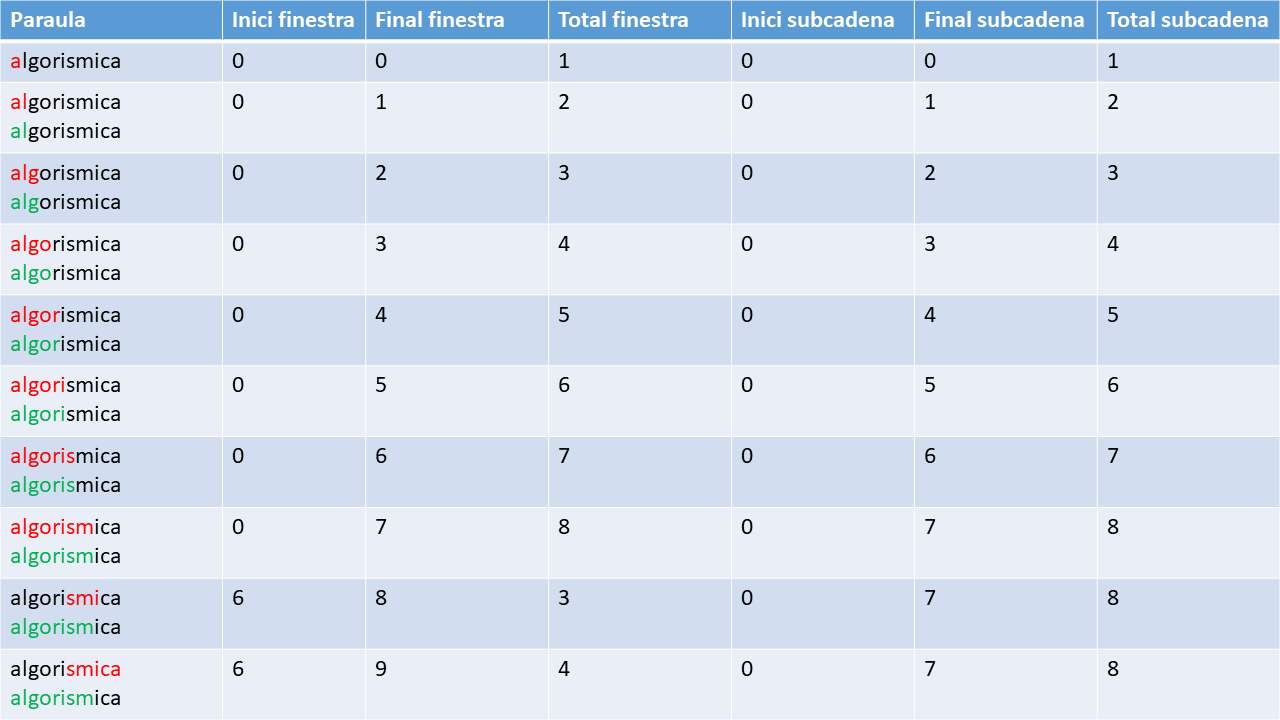 Paraula Inici finestra Final finestra Total finestra Inici subcadena Final subcadena Total subcadena
algorismica 0 0 1 0 0 1
algorismica 0 1 2 0 1 2
algorismica
algorismica 0 2 3 0 2 3
algorismica
algorismica 0 3 4 0 3 4
algorismica
algorismica 0 4 5 0 4 5
algorismica
algorismica 0 5 6 0 5 6
algorismica
algorismica 0 6 7 0 6 7
algorismica
algorismica 0 7 8 0 7 8
algorismica
algorismica 6 8 3 0 7 8
algorismica
algorismica 6 9 4 0 7 8
algorismica